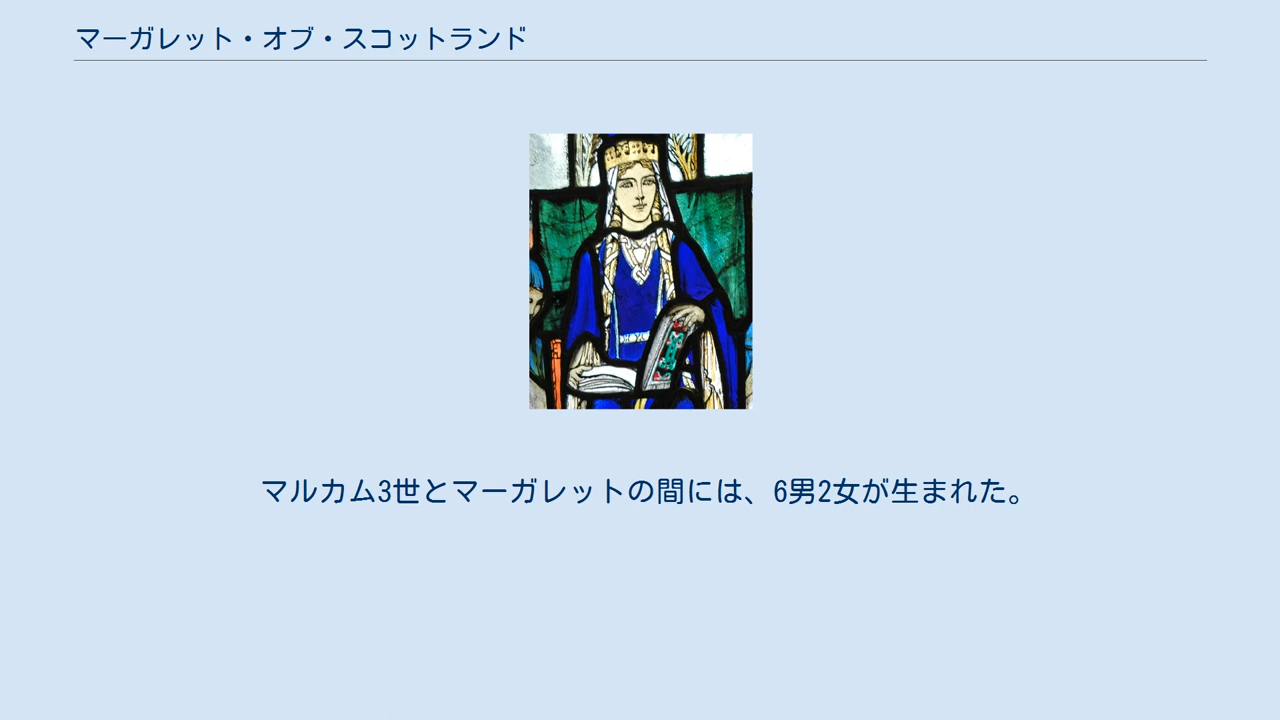 マーガレット・オブ・スコットランド
マルカム3世とマーガレットの間には、6男2女が生まれた。